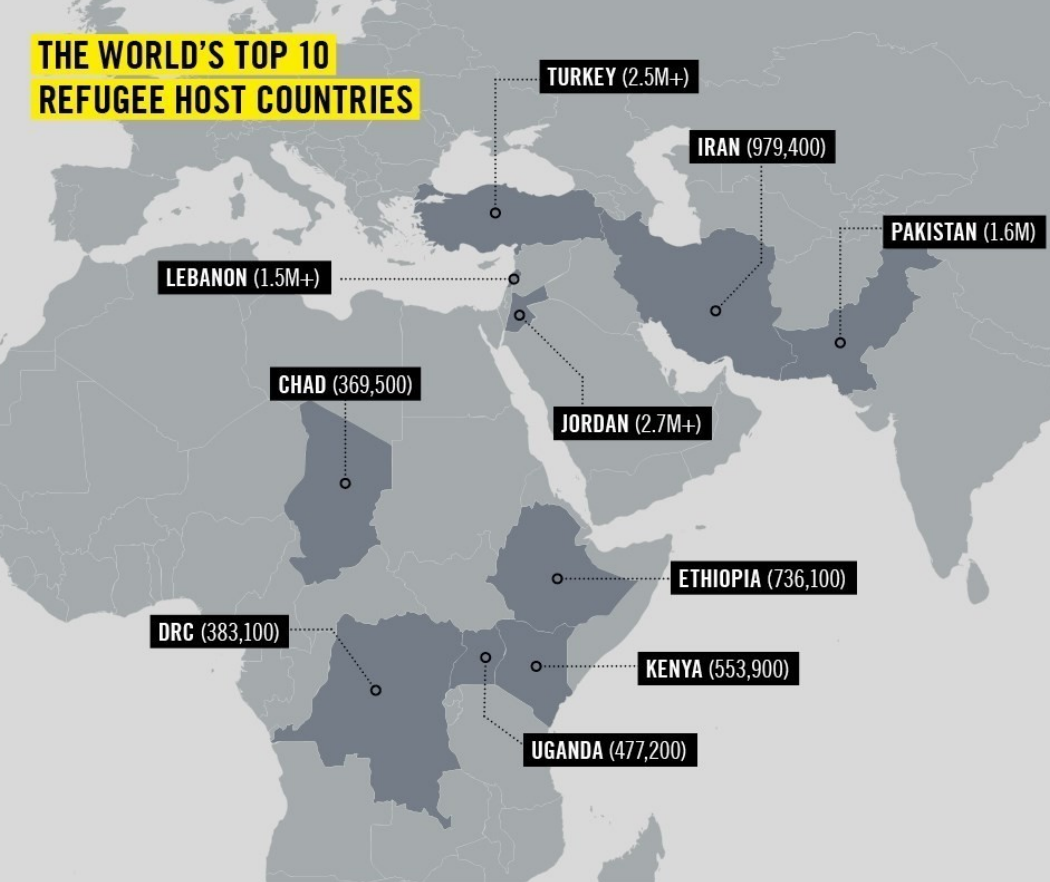 THE WORLD'S TOP 10
REFUGEE HOST COUNTRIES
TURKEY (2.5M+)
IRAN (979,400)
PAKISTAN (1.6M)
LEBANON (1.5M+)
CHAD (369,500)
JORDAN (2.7M+)
ETHIOPIA (736,100)
DRC (383,100)
KENYA (553,900)
UGANDA (477,200)